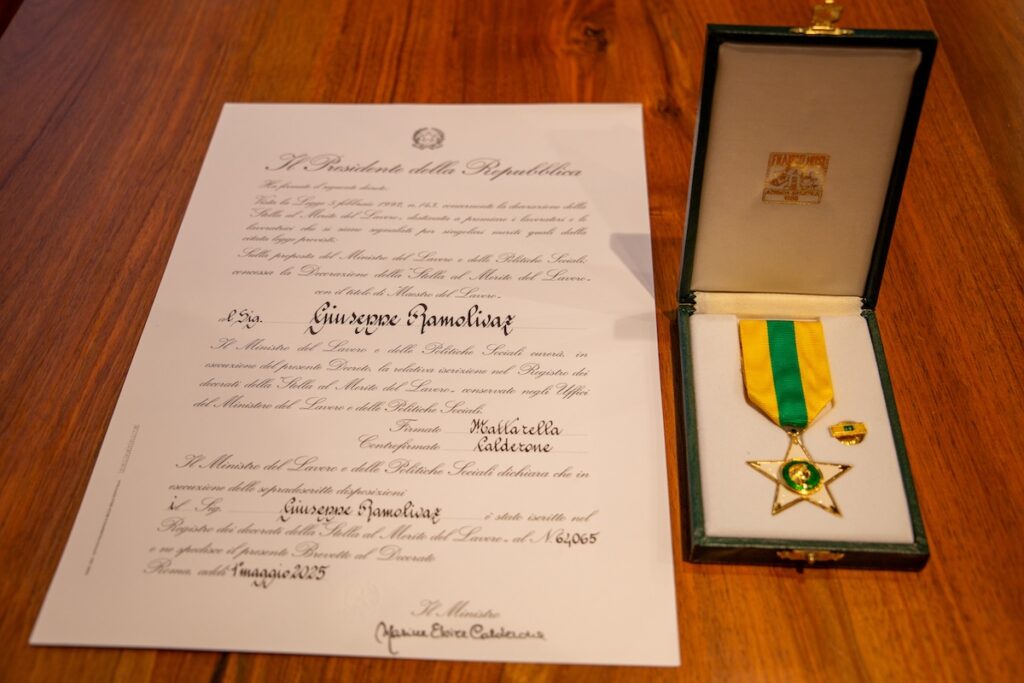 Il Presidente della Repubblica
Ha firmato il seguente decreto:
Vista la Legge 5 febbraio 1992, n. 143, concernente la decorazione della
"Stella al Merito del Lavoro", destinata a premiare i lavoratori e le
lavoratrici che si siano segnalati per singolari meriti quali dalla
citata legge previsti;
Sulla proposta del Ministro del Lavoro e delle Politiche Sociali,
concessa la Decorazione della "Stella al Merito del Lavoro"
con il titolo di "Maestro del Lavoro"
al Sig. Giuseppe Ramolivaz
Il Ministro del Lavoro e delle Politiche Sociali curerà, in
esecuzione del presente Decreto, la relativa iscrizione nel Registro dei
decorati della "Stella al Merito del Lavoro" conservato negli Uffici
del Ministero del Lavoro e delle Politiche Sociali.
Firmato Mattarella
Controfirmato Calderone
Il Ministro del Lavoro e delle Politiche Sociali dichiara che in
esecuzione delle sopradescritte disposizioni
il Sig. Giuseppe Ramolivaz è stato iscritto nel
Registro dei decorati della "Stella al Merito del Lavoro" al N. 64065
e ne spedisce il presente Brevetto al Decorato
Roma, addì 1° maggio 2025
Il Ministro
Marina Elvira Calderone